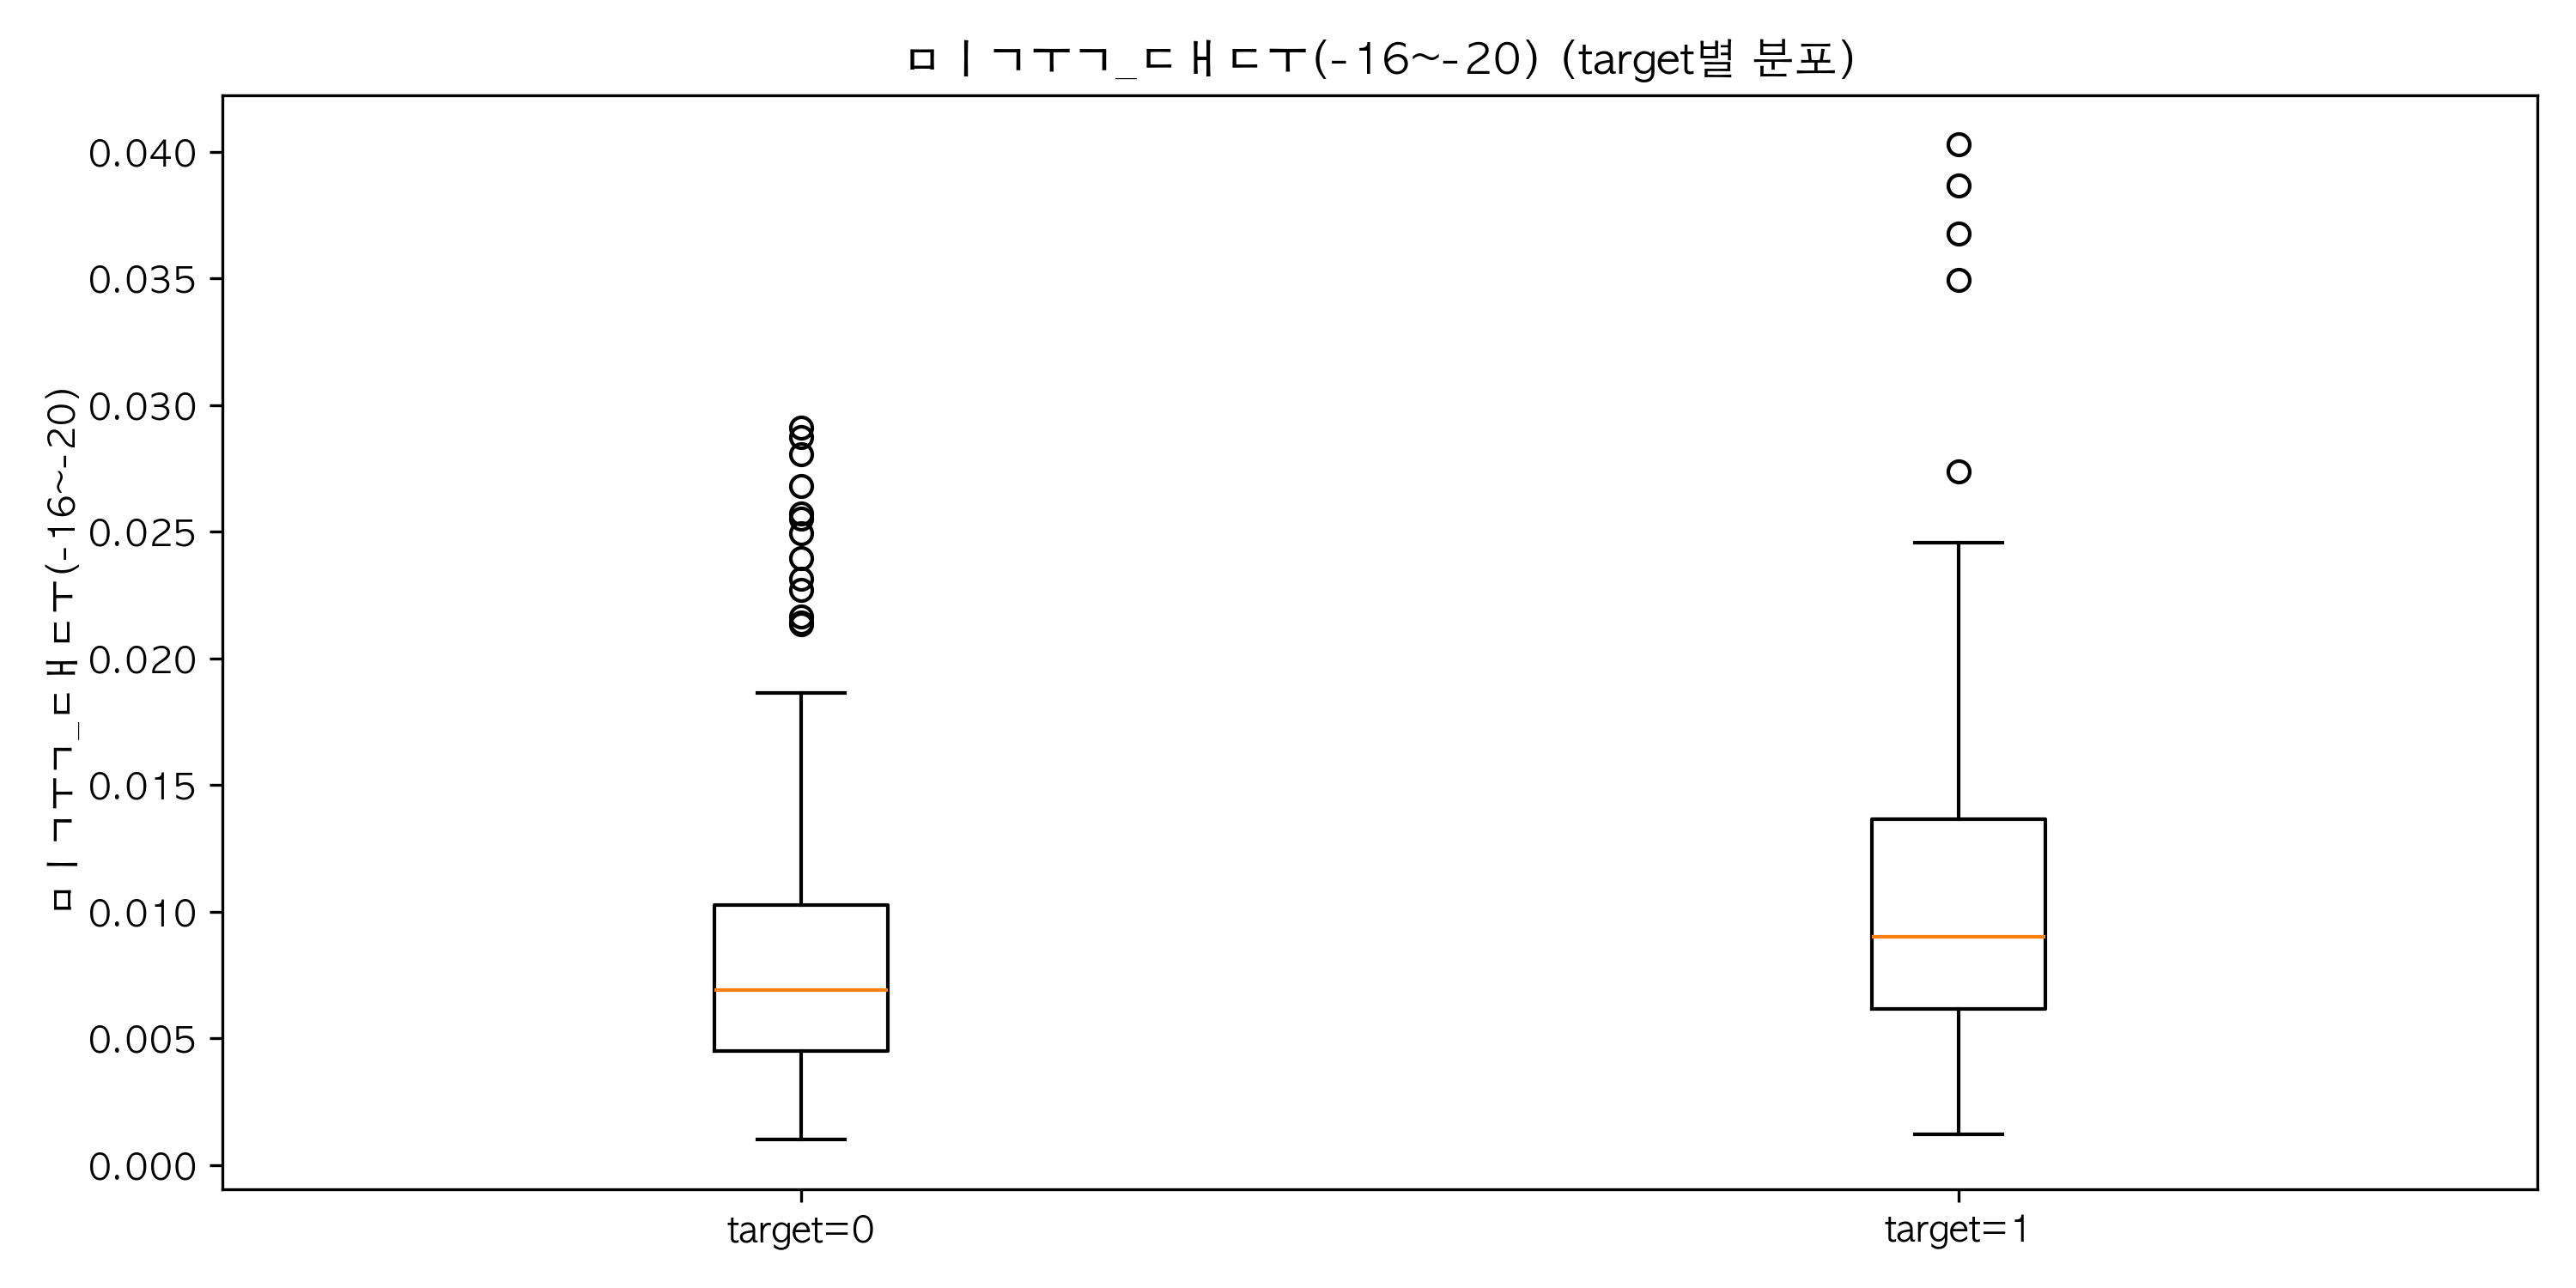 ㅁㅣㄱㅜㄱ_ㄷㅐㄷㅜ(-16~-20) (target별 분포)
ㅁㅣㄱㅜㄱ_ㄷㅐㄷㅜ(-16~-20)
0.040
0.035
0.030
0.025
0.020
0.015
0.010
0.005
0.000
target=0
target=1